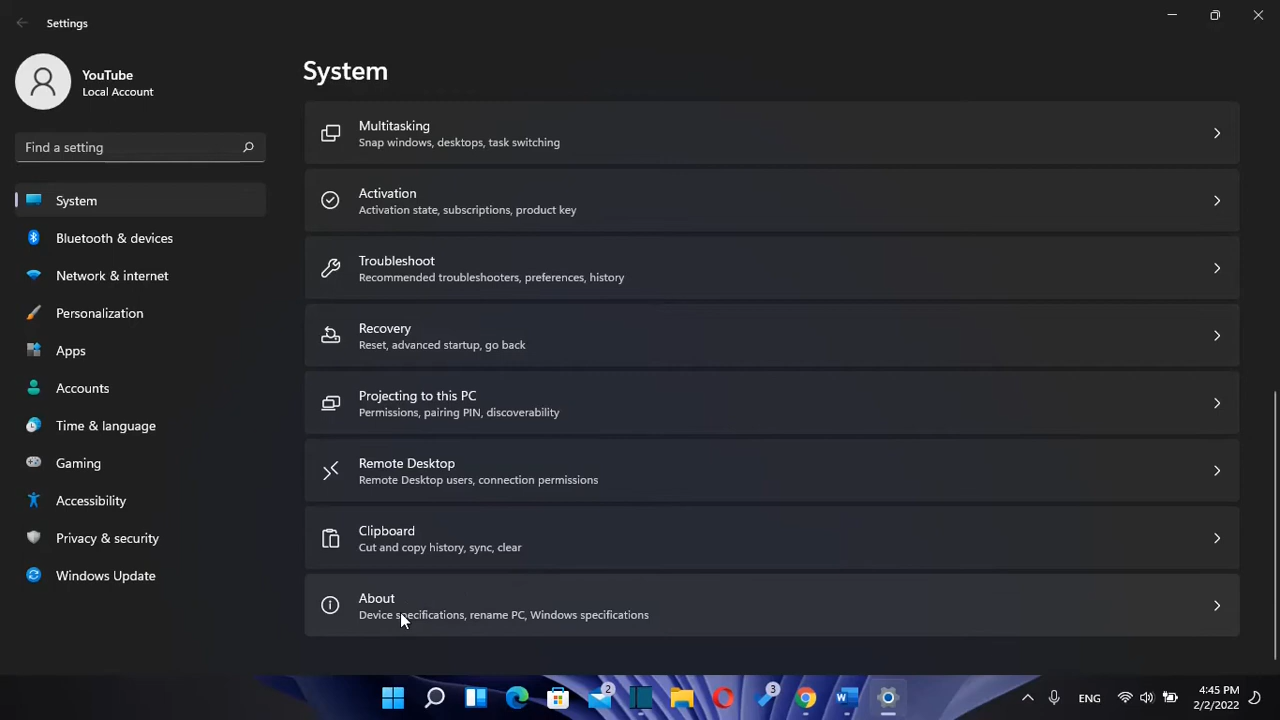 Settings
YouTube
Local Account
Find a setting
System
Bluetooth & devices
Network & internet
Personalization
Apps
Accounts
Time & language
Gaming
Accessibility
Privacy & security
Windows Update
System
Multitasking
Snap windows, desktops, task switching
Activation
Activation state, subscriptions, product key
Troubleshoot
Recommended troubleshooters, preferences, history
Recovery
Reset, advanced startup, go back
Projecting to this PC
Permissions, pairing PIN, discoverability
Remote Desktop
Remote Desktop users, connection permissions
Clipboard
Cut and copy history, sync, clear
About
Device specifications, rename PC, Windows specifications
2
3
ENG
4:45 PM
2/2/2022